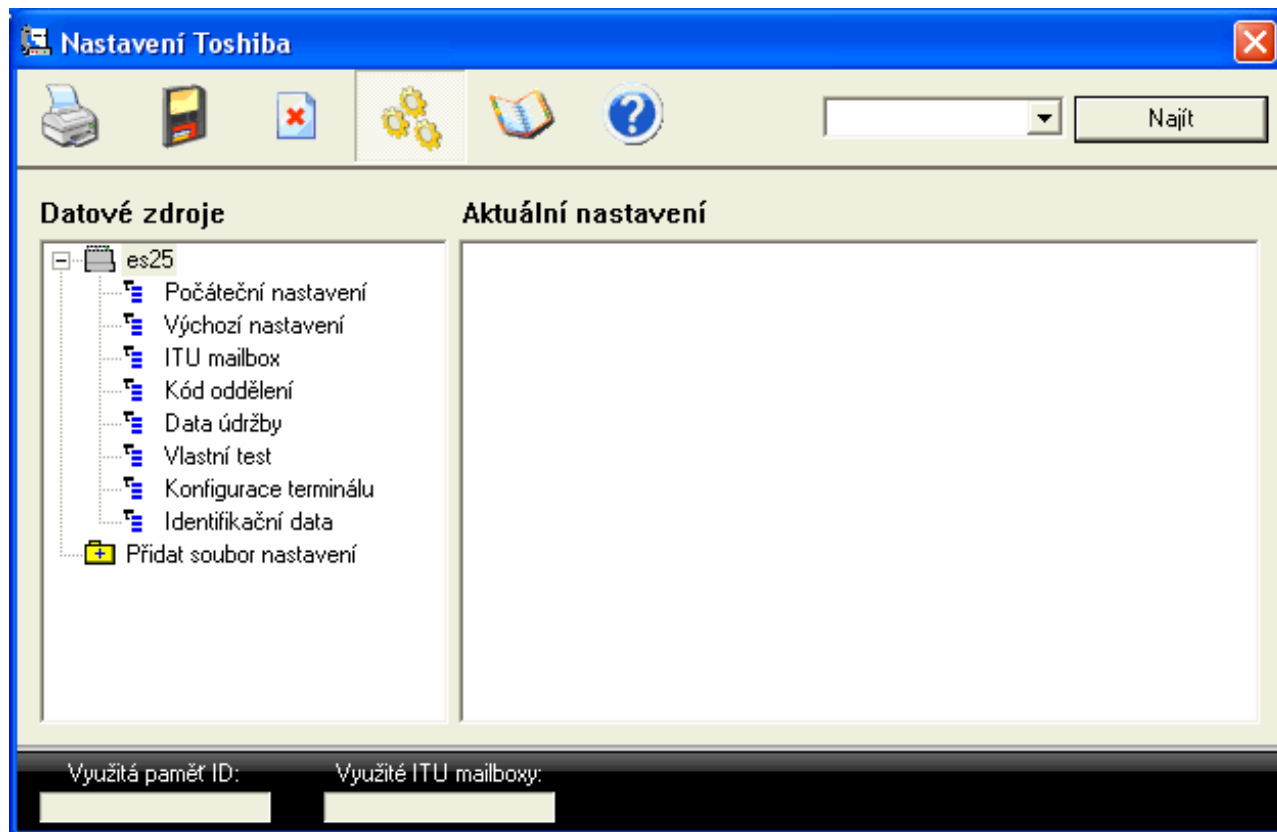 Nastavení Toshiba
Najít
Datové zdroje
Aktuální nastavení
es25
Počáteční nastavení
Výchozí nastavení
ITU mailbox
Kód oddělení
Data údržby
Vlastní test
Konfigurace terminálu
Identifikační data
Přidat soubor nastavení
Využitá paměť ID:
Využité ITU mailboxy: